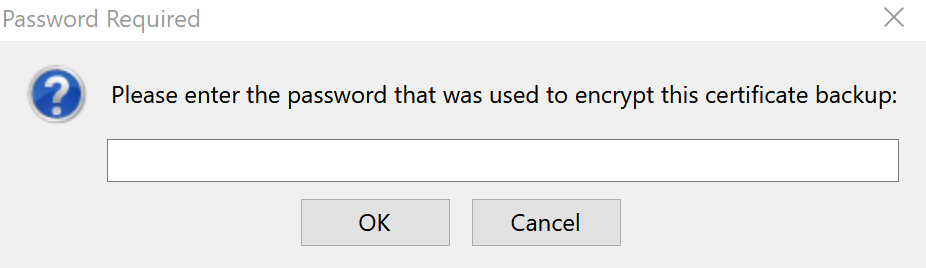 Password Required
Please enter the password that was used to encrypt this certificate backup:
OK
Cancel